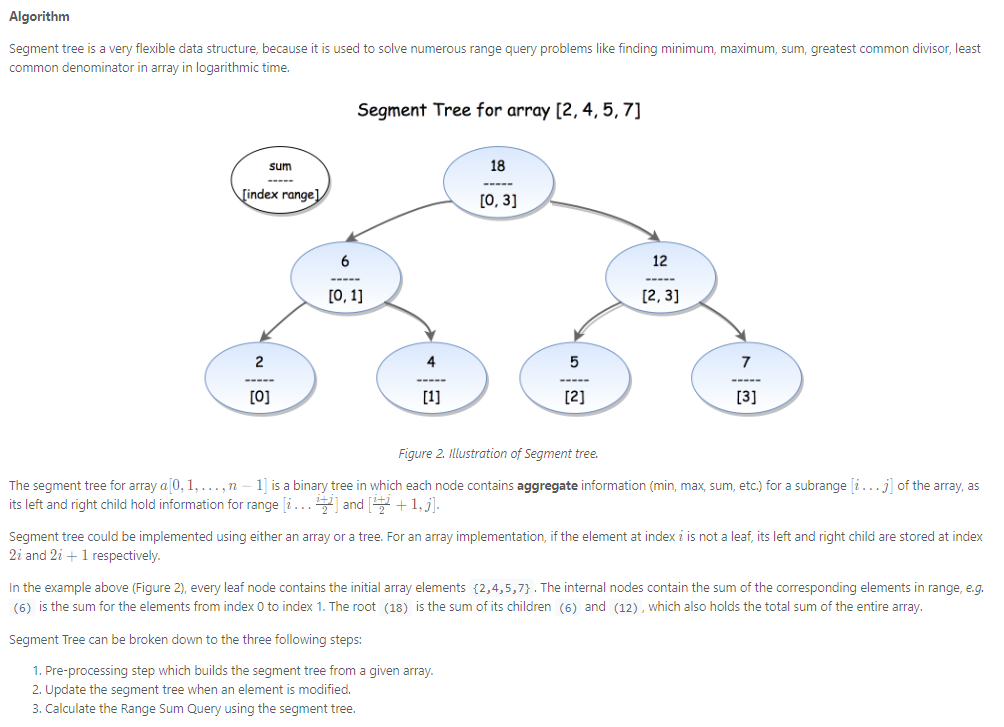 Algorithm
Segment tree is a very flexible data structure, because it is used to solve numerous range query problems like finding minimum, maximum, sum, greatest common divisor, least
common denominator in array in logarithmic time.
Segment Tree for array [2, 4, 5, 7]
sum
-----
[index range]
18
-----
[0, 3]
6
-----
[0, 1]
12
-----
[2, 3]
2
-----
[0]
4
-----
[1]
5
-----
[2]
7
-----
[3]
Figure 2. Illustration of Segment tree.
The segment tree for array a[0, 1, . . . , n − 1] is a binary tree in which each node contains aggregate information (min, max, sum, etc.) for a subrange [i . . . j] of the array, as
its left and right child hold information for range [i . . . \frac{i+j}{2}] and [\frac{i+j}{2} + 1, j].
Segment tree could be implemented using either an array or a tree. For an array implementation, if the element at index i is not a leaf, its left and right child are stored at index
2i and 2i + 1 respectively.
In the example above (Figure 2), every leaf node contains the initial array elements {2,4,5,7}. The internal nodes contain the sum of the corresponding elements in range, e.g.
(6) is the sum for the elements from index 0 to index 1. The root (18) is the sum of its children (6) and (12), which also holds the total sum of the entire array.
Segment Tree can be broken down to the three following steps:
1. Pre-processing step which builds the segment tree from a given array.
2. Update the segment tree when an element is modified.
3. Calculate the Range Sum Query using the segment tree.